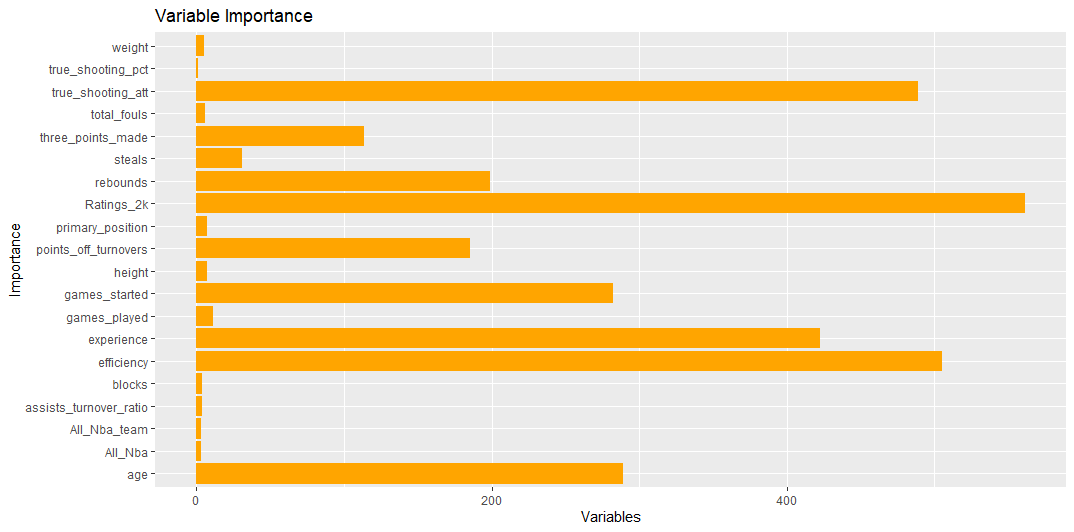 Variable Importance
weight
true_shooting_pct
true_shooting_att
total_fouls
three_points_made
steals
rebounds
Ratings_2k
primary_position
points_off_turnovers
height
games_started
games_played
experience
efficiency
blocks
assists_turnover_ratio
All_Nba_team
All_Nba
age
Importance
0 200 400
Variables